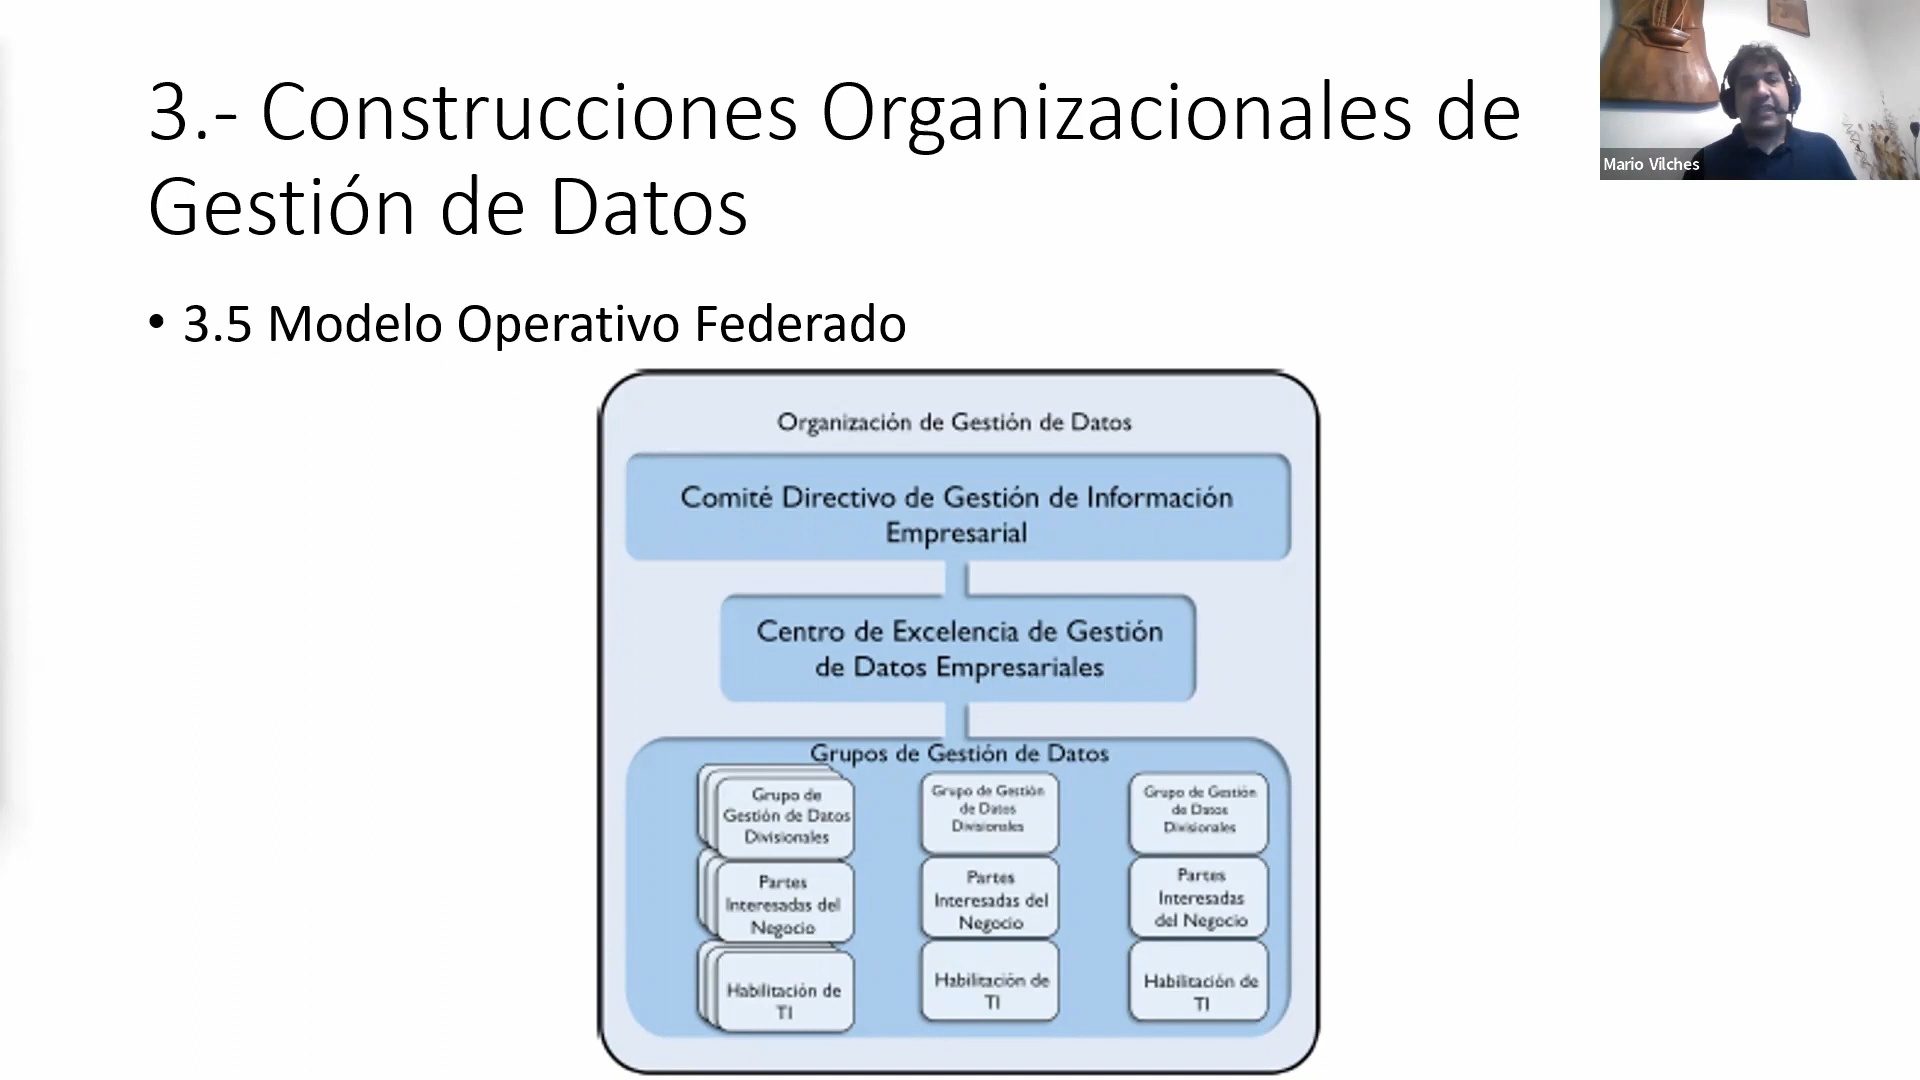 3.- Construcciones Organizacionales de
Gestión de Datos
Mario Vilches
• 3.5 Modelo Operativo Federado
Organización de Gestión de Datos
Comité Directivo de Gestión de Información
Empresarial
Centro de Excelencia de Gestión
de Datos Empresariales
Grupos de Gestión de Datos
Grupo de
Gestión de Datos
Divisionales
Partes
Interesadas del
Negocio
Habilitación de
TI
Grupo de Gestión
de Datos
Divisionales
Partes
Interesadas del
Negocio
Habilitación de
TI
Grupo de Gestión
de Datos
Divisionales
Partes
Interesadas
del Negocio
Habilitación de
TI